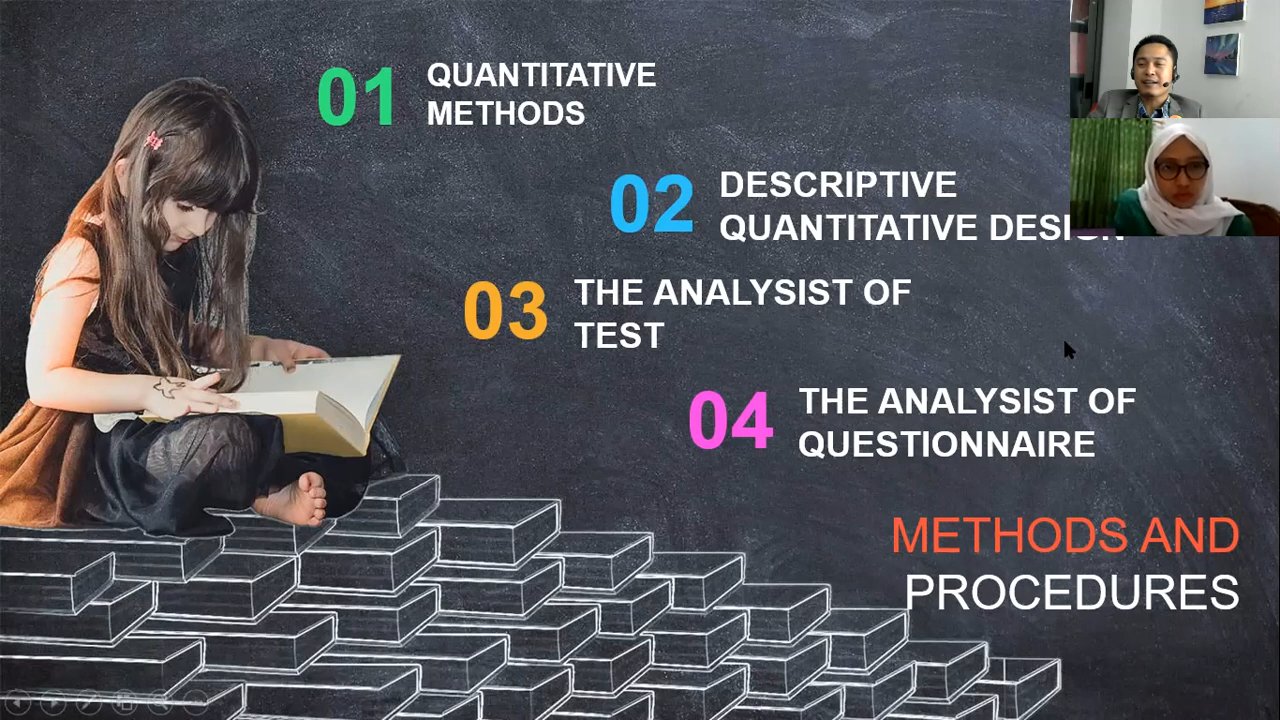 01
QUANTITATIVE
METHODS
02
DESCRIPTIVE
QUANTITATIVE DESIGN
03
THE ANALYSIST OF
TEST
04
THE ANALYSIST OF
QUESTIONNAIRE
METHODS AND
PROCEDURES